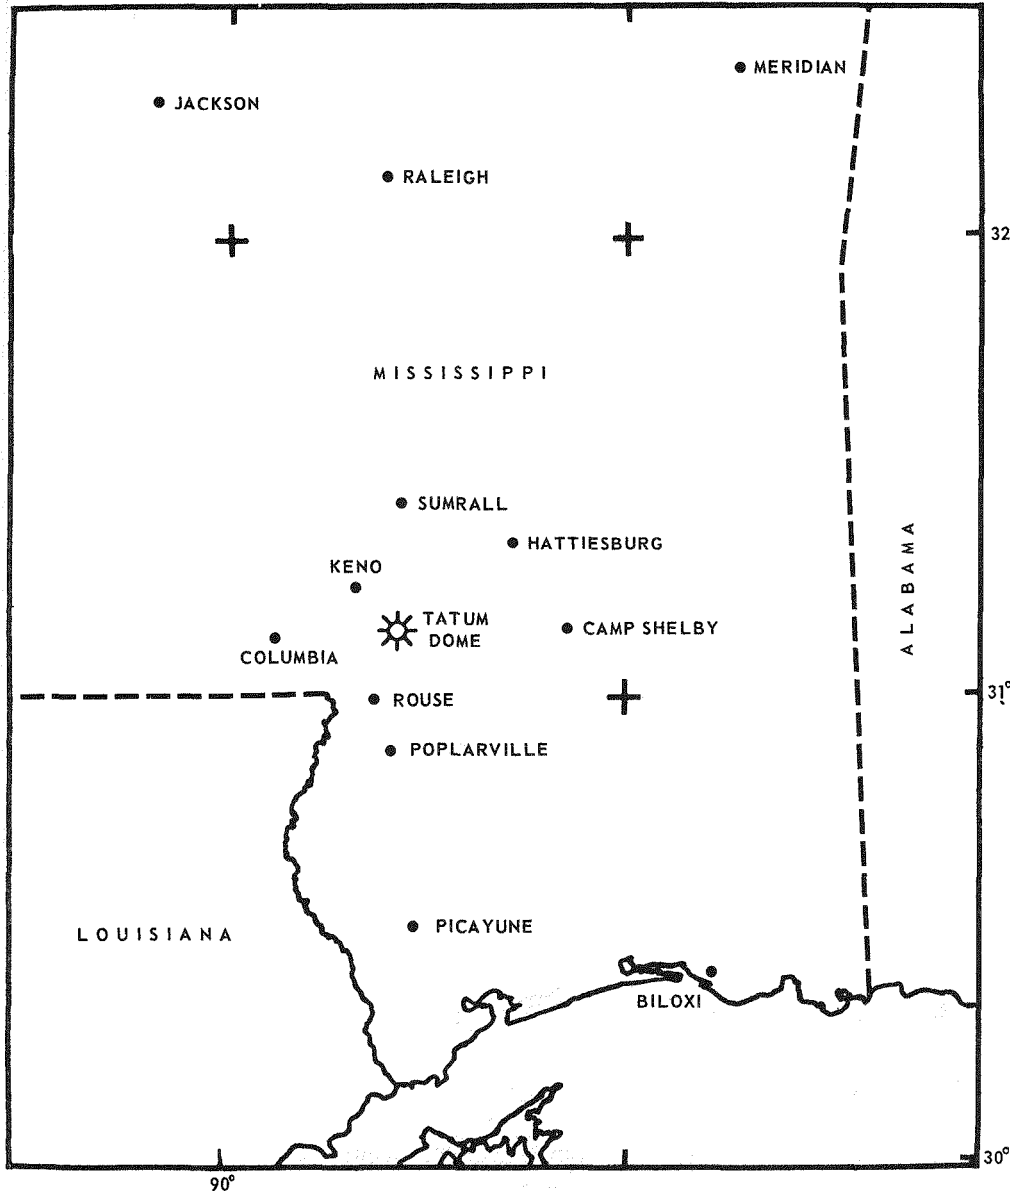 MERIDIAN
JACKSON
RALEIGH
32
MISSISSIPPI
SUMRALL
HATTIESBURG
KENO
TATUM
DOME
CAMP SHELBY
ALABAMA
COLUMBIA
31°
ROUSE
POPLARVILLE
LOUISIANA
PICAYUNE
BILOXI
30°
90°